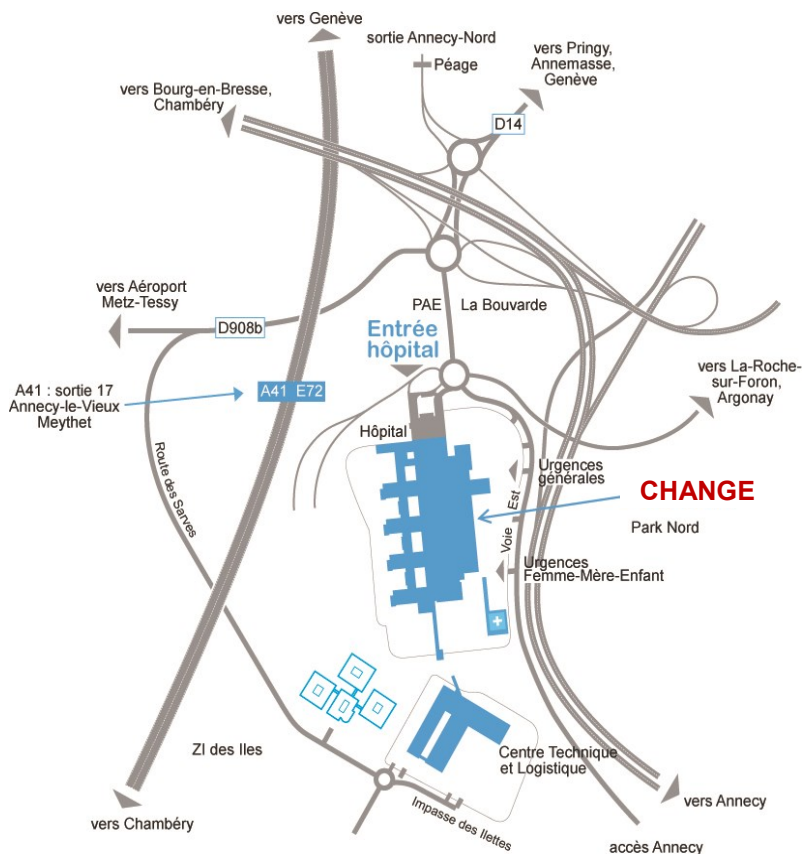 vers Genève
sortie Annecy-Nord
Péage
vers Pringy,
Annemasse,
Genève
vers Bourg-en-Bresse,
Chambéry
D14
vers Aéroport
Metz-Tessy
PAE La Bouvarde
D908b
Entrée
hôpital
vers La-Roche-
sur-Foron,
Argonay
A41 : sortie 17
Annecy-le-Vieux
Meythet
A41 E72
Hôpital
Route des Sarves
Urgences
générales
CHANGE
Voie Est
Park Nord
Urgences
Femme-Mère-Enfant
ZI des Iles
Centre Technique
et Logistique
vers Annecy
Impasse des Ilettes
vers Chambéry
accès Annecy